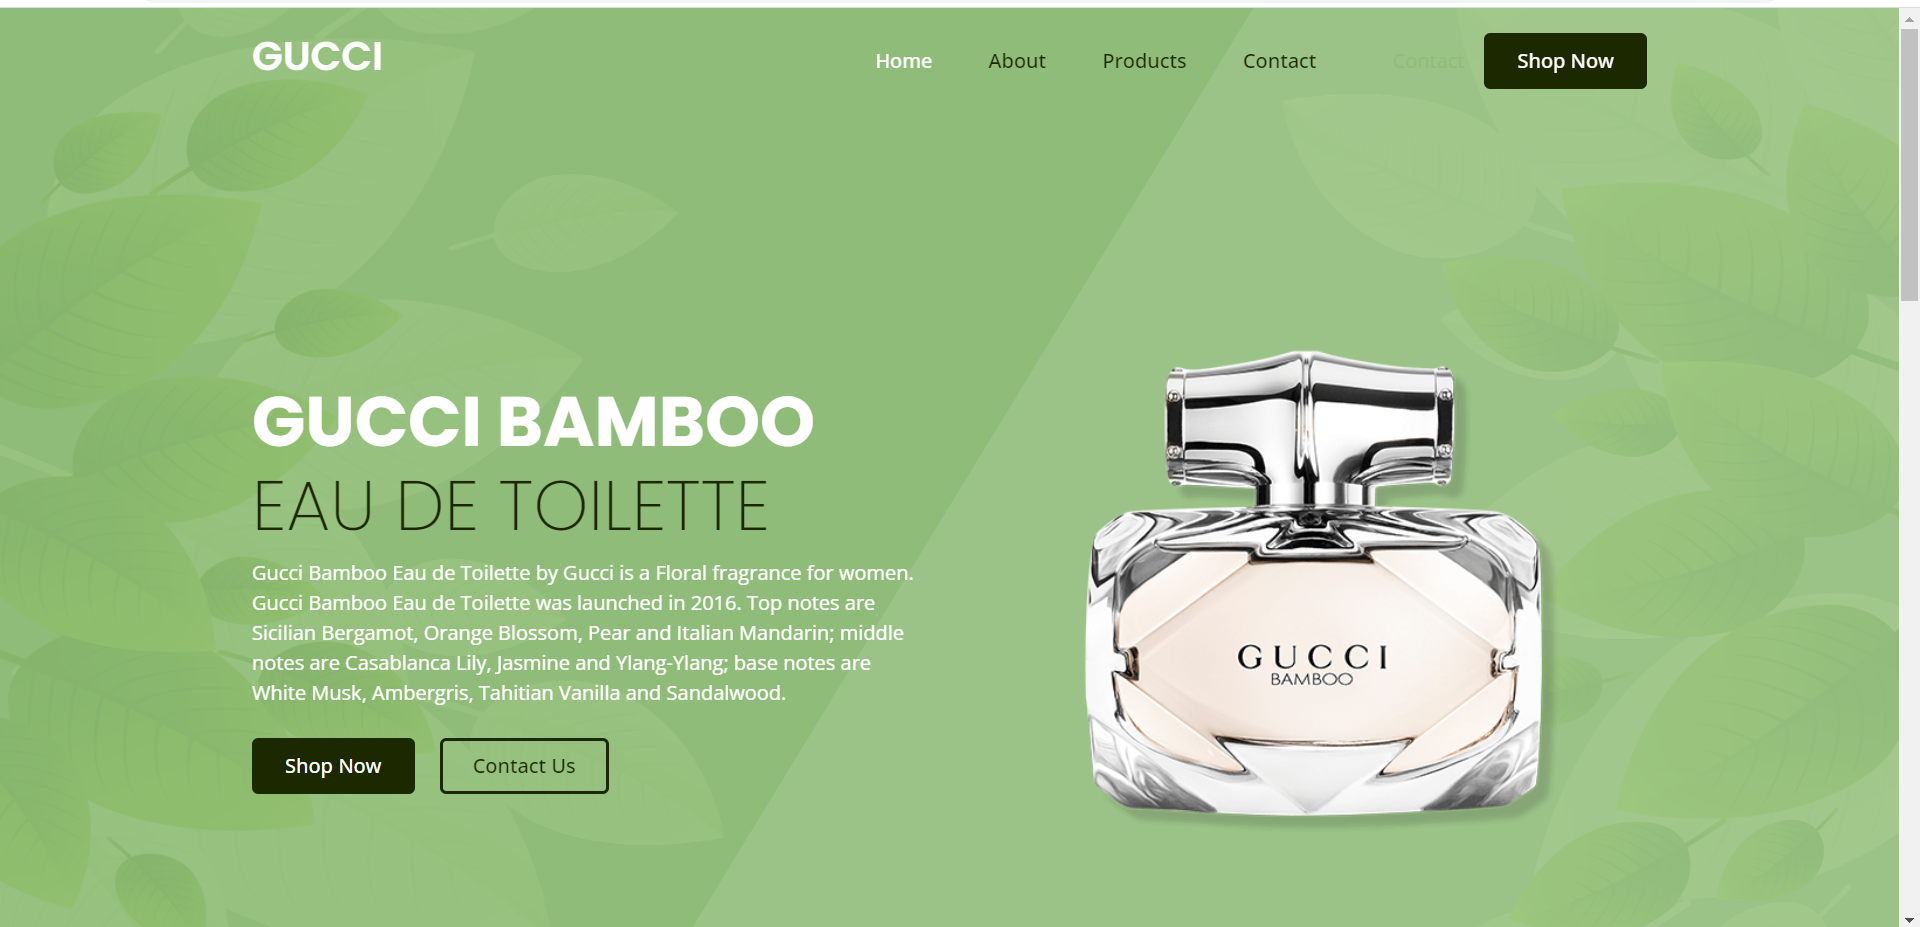 GUCCI
Home About Products Contact Contact Shop Now
GUCCI BAMBOO
EAU DE TOILETTE
Gucci Bamboo Eau de Toilette by Gucci is a Floral fragrance for women.
Gucci Bamboo Eau de Toilette was launched in 2016. Top notes are
Sicilian Bergamot, Orange Blossom, Pear and Italian Mandarin; middle
notes are Casablanca Lily, Jasmine and Ylang-Ylang; base notes are
White Musk, Ambergris, Tahitian Vanilla and Sandalwood.
Shop Now Contact Us
GUCCI
BAMBOO